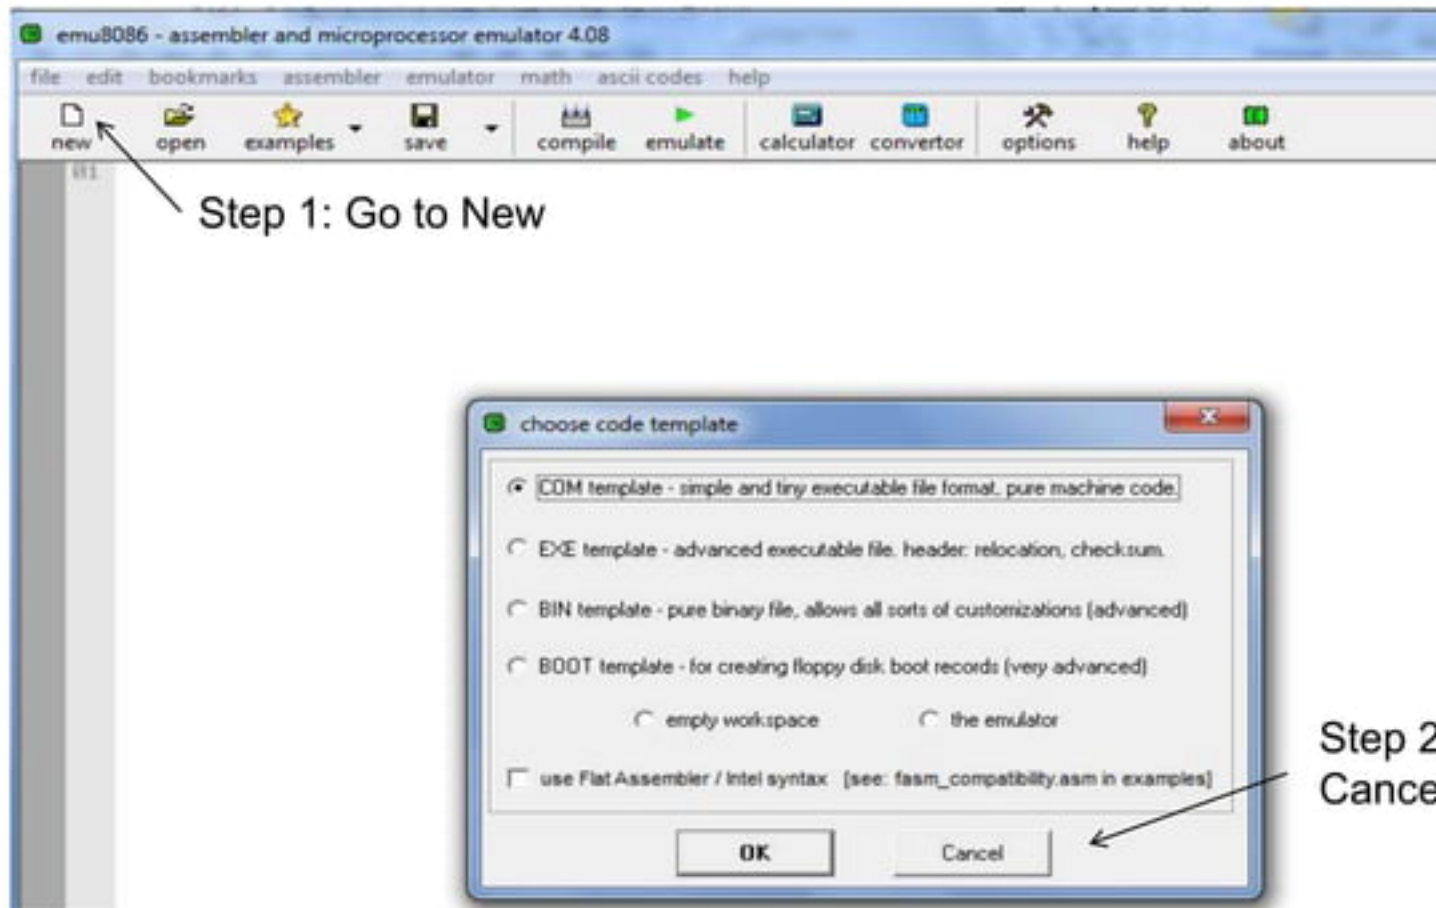 emu8086 - assembler and microprocessor emulator 4.08
file edit bookmarks assembler emulator math ascii codes help
new open examples save compile emulate calculator convertor options help about
01
Step 1: Go to New
choose code template
COM template - simple and tiny executable file format, pure machine code.
EXE template - advanced executable file. header: relocation, checksum.
BIN template - pure binary file, allows all sorts of customizations (advanced)
BOOT template - for creating floppy disk boot records (very advanced)
empty workspace the emulator
Step 2
use Flat Assembler / Intel syntax [see: fasm_compatibility.asm in examples]
Cance
OK Cancel